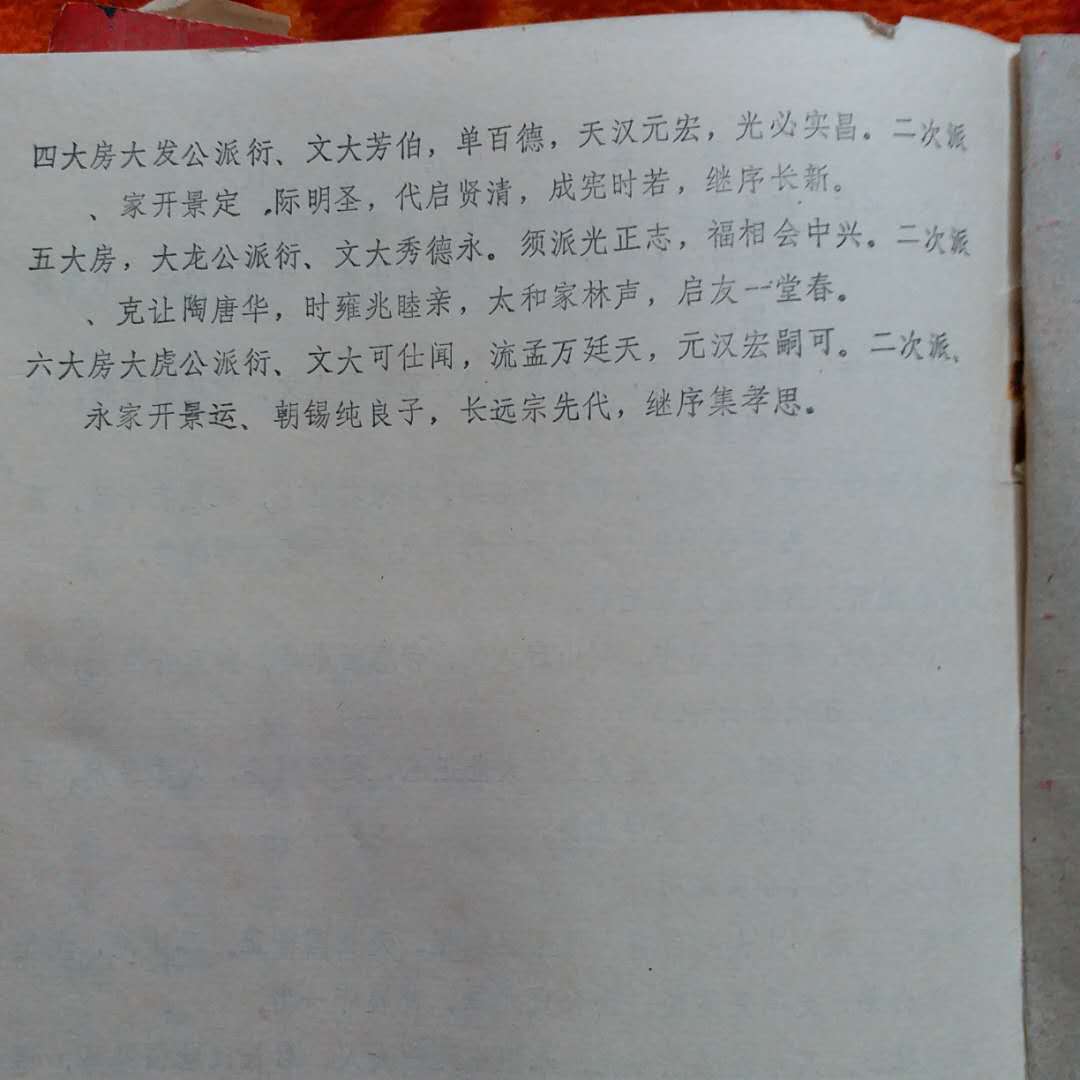 四大房大发公派衍、文大芳伯，单百德，天汉元宏，光必实昌。二次派
、家开景定．际明圣，代启贤清，成宪时若，继序长新。
五大房，大龙公派衍、文大秀德永。须派光正志，福相会中兴。二次派
、克让陶唐华，时雍兆睦亲，太和家林声，启友一堂春。
六大房大虎公派衍、文大可仕闻，流孟万廷天，元汉宏嗣可。二次派、
永家开景运、朝锡纯良子，长远宗先代，继序集孝思。